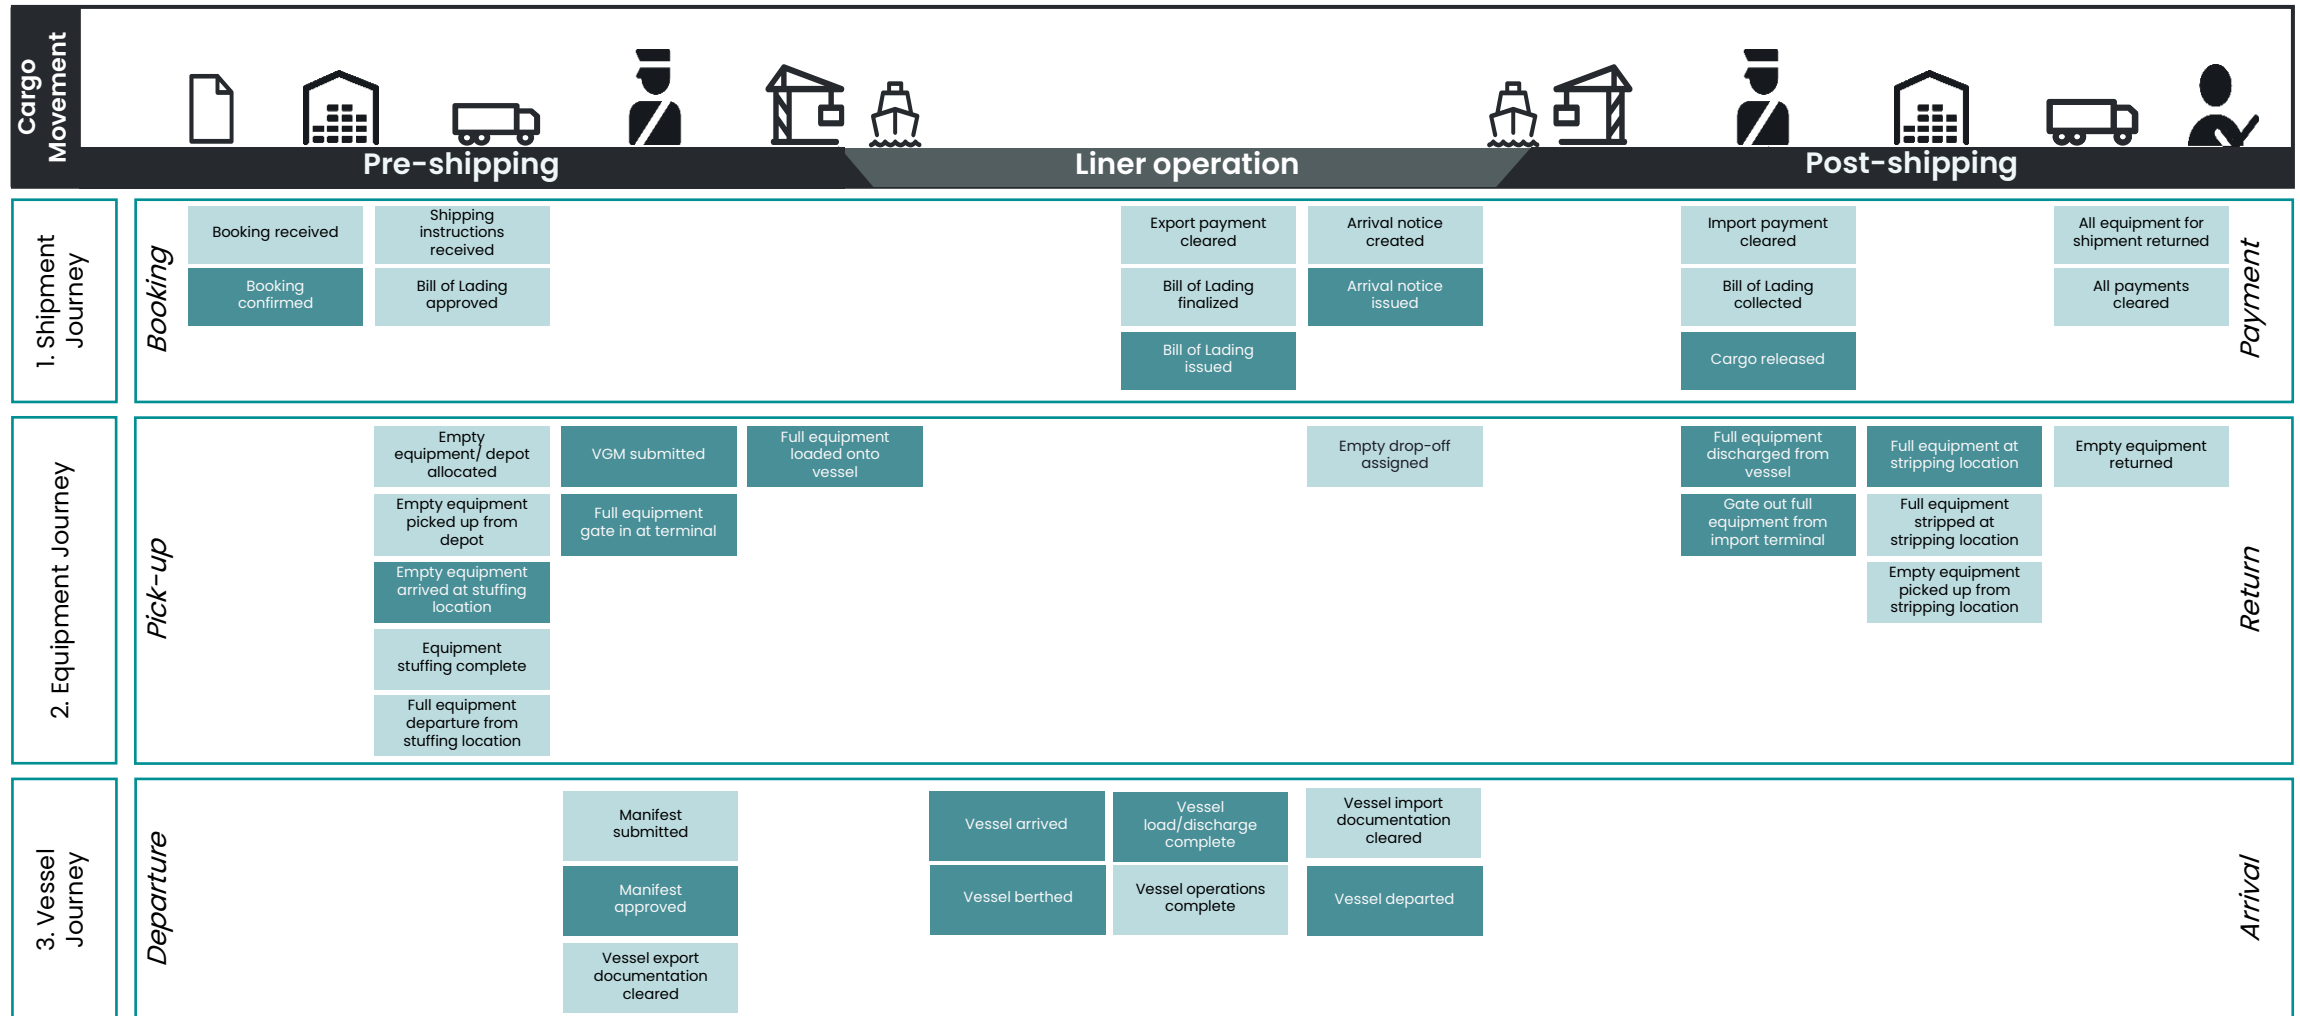 Cargo
Movement
Pre-shipping
Liner operation
Post-shipping
1. Shipment
Journey
Booking
Booking received
Booking
confirmed
Shipping
instructions
received
Bill of Lading
approved
Export payment
cleared
Bill of Lading
finalized
Bill of Lading
issued
Arrival notice
created
Arrival notice
issued
Import payment
cleared
Bill of Lading
collected
Cargo released
All equipment for
shipment returned
All payments
cleared
Payment
2. Equipment Journey
Pick-up
Empty
equipment/ depot
allocated
Empty equipment
picked up from
depot
Empty equipment
arrived at stuffing
location
Equipment
stuffing complete
Full equipment
departure from
stuffing location
VGM submitted
Full equipment
gate in at terminal
Full equipment
loaded onto
vessel
Empty drop-off
assigned
Full equipment
discharged from
vessel
Gate out full
equipment from
import terminal
Full equipment at
stripping location
Full equipment
stripped at
stripping location
Empty equipment
picked up from
stripping location
Empty equipment
returned
Return
3. Vessel
Journey
Departure
Manifest
submitted
Manifest
approved
Vessel export
documentation
cleared
Vessel arrived
Vessel berthed
Vessel
load/discharge
complete
Vessel operations
complete
Vessel import
documentation
cleared
Vessel departed
Arrival